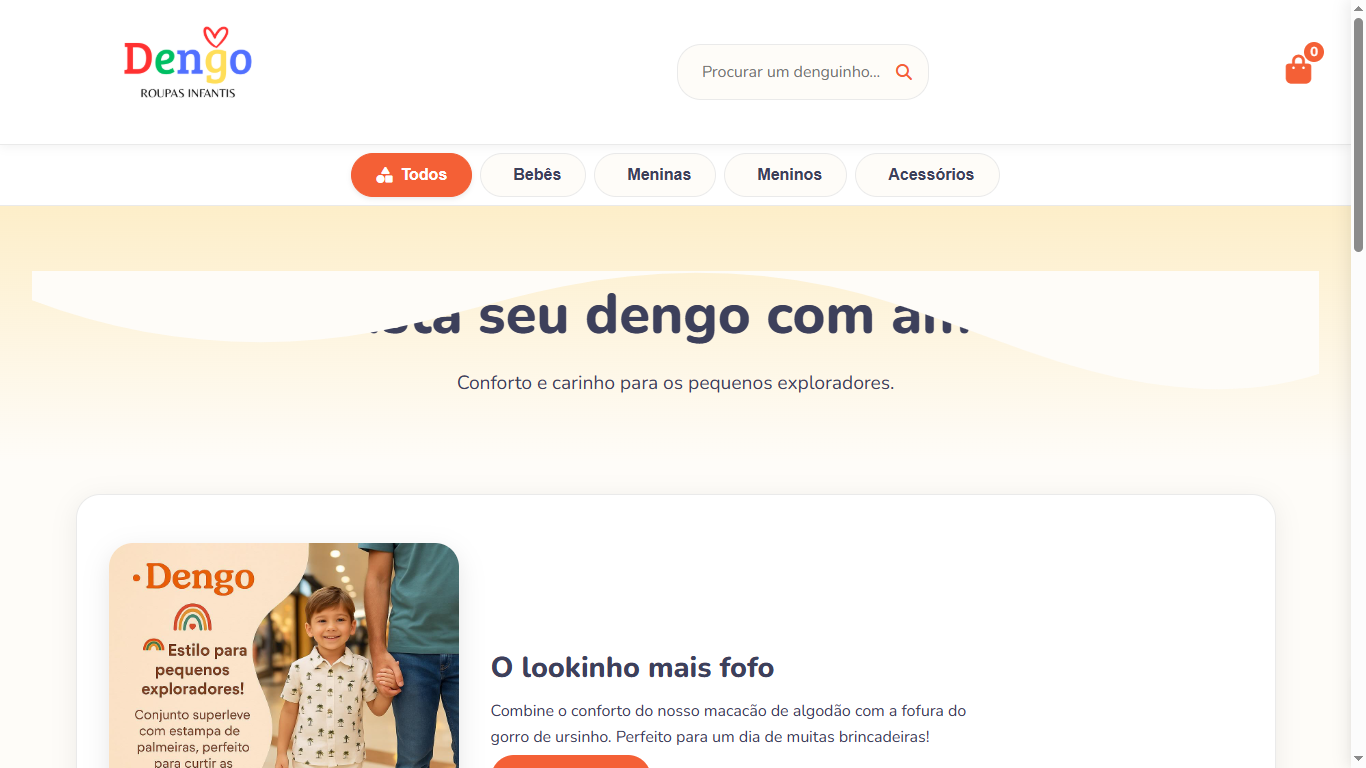 Dengo
ROUPAS INFANTIS
Procurar um denguinho...
0
Todos
Bebês
Meninas
Meninos
Acessórios
seu dengo com
Conforto e carinho para os pequenos exploradores.
Dengo
Estilo para
pequenos
exploradores!
Conjunto superleve
com estampa de
palmeiras, perfeito
para curtir as
O lookinho mais fofo
Combine o conforto do nosso macacão de algodão com a fofura do
gorro de ursinho. Perfeito para um dia de muitas brincadeiras!